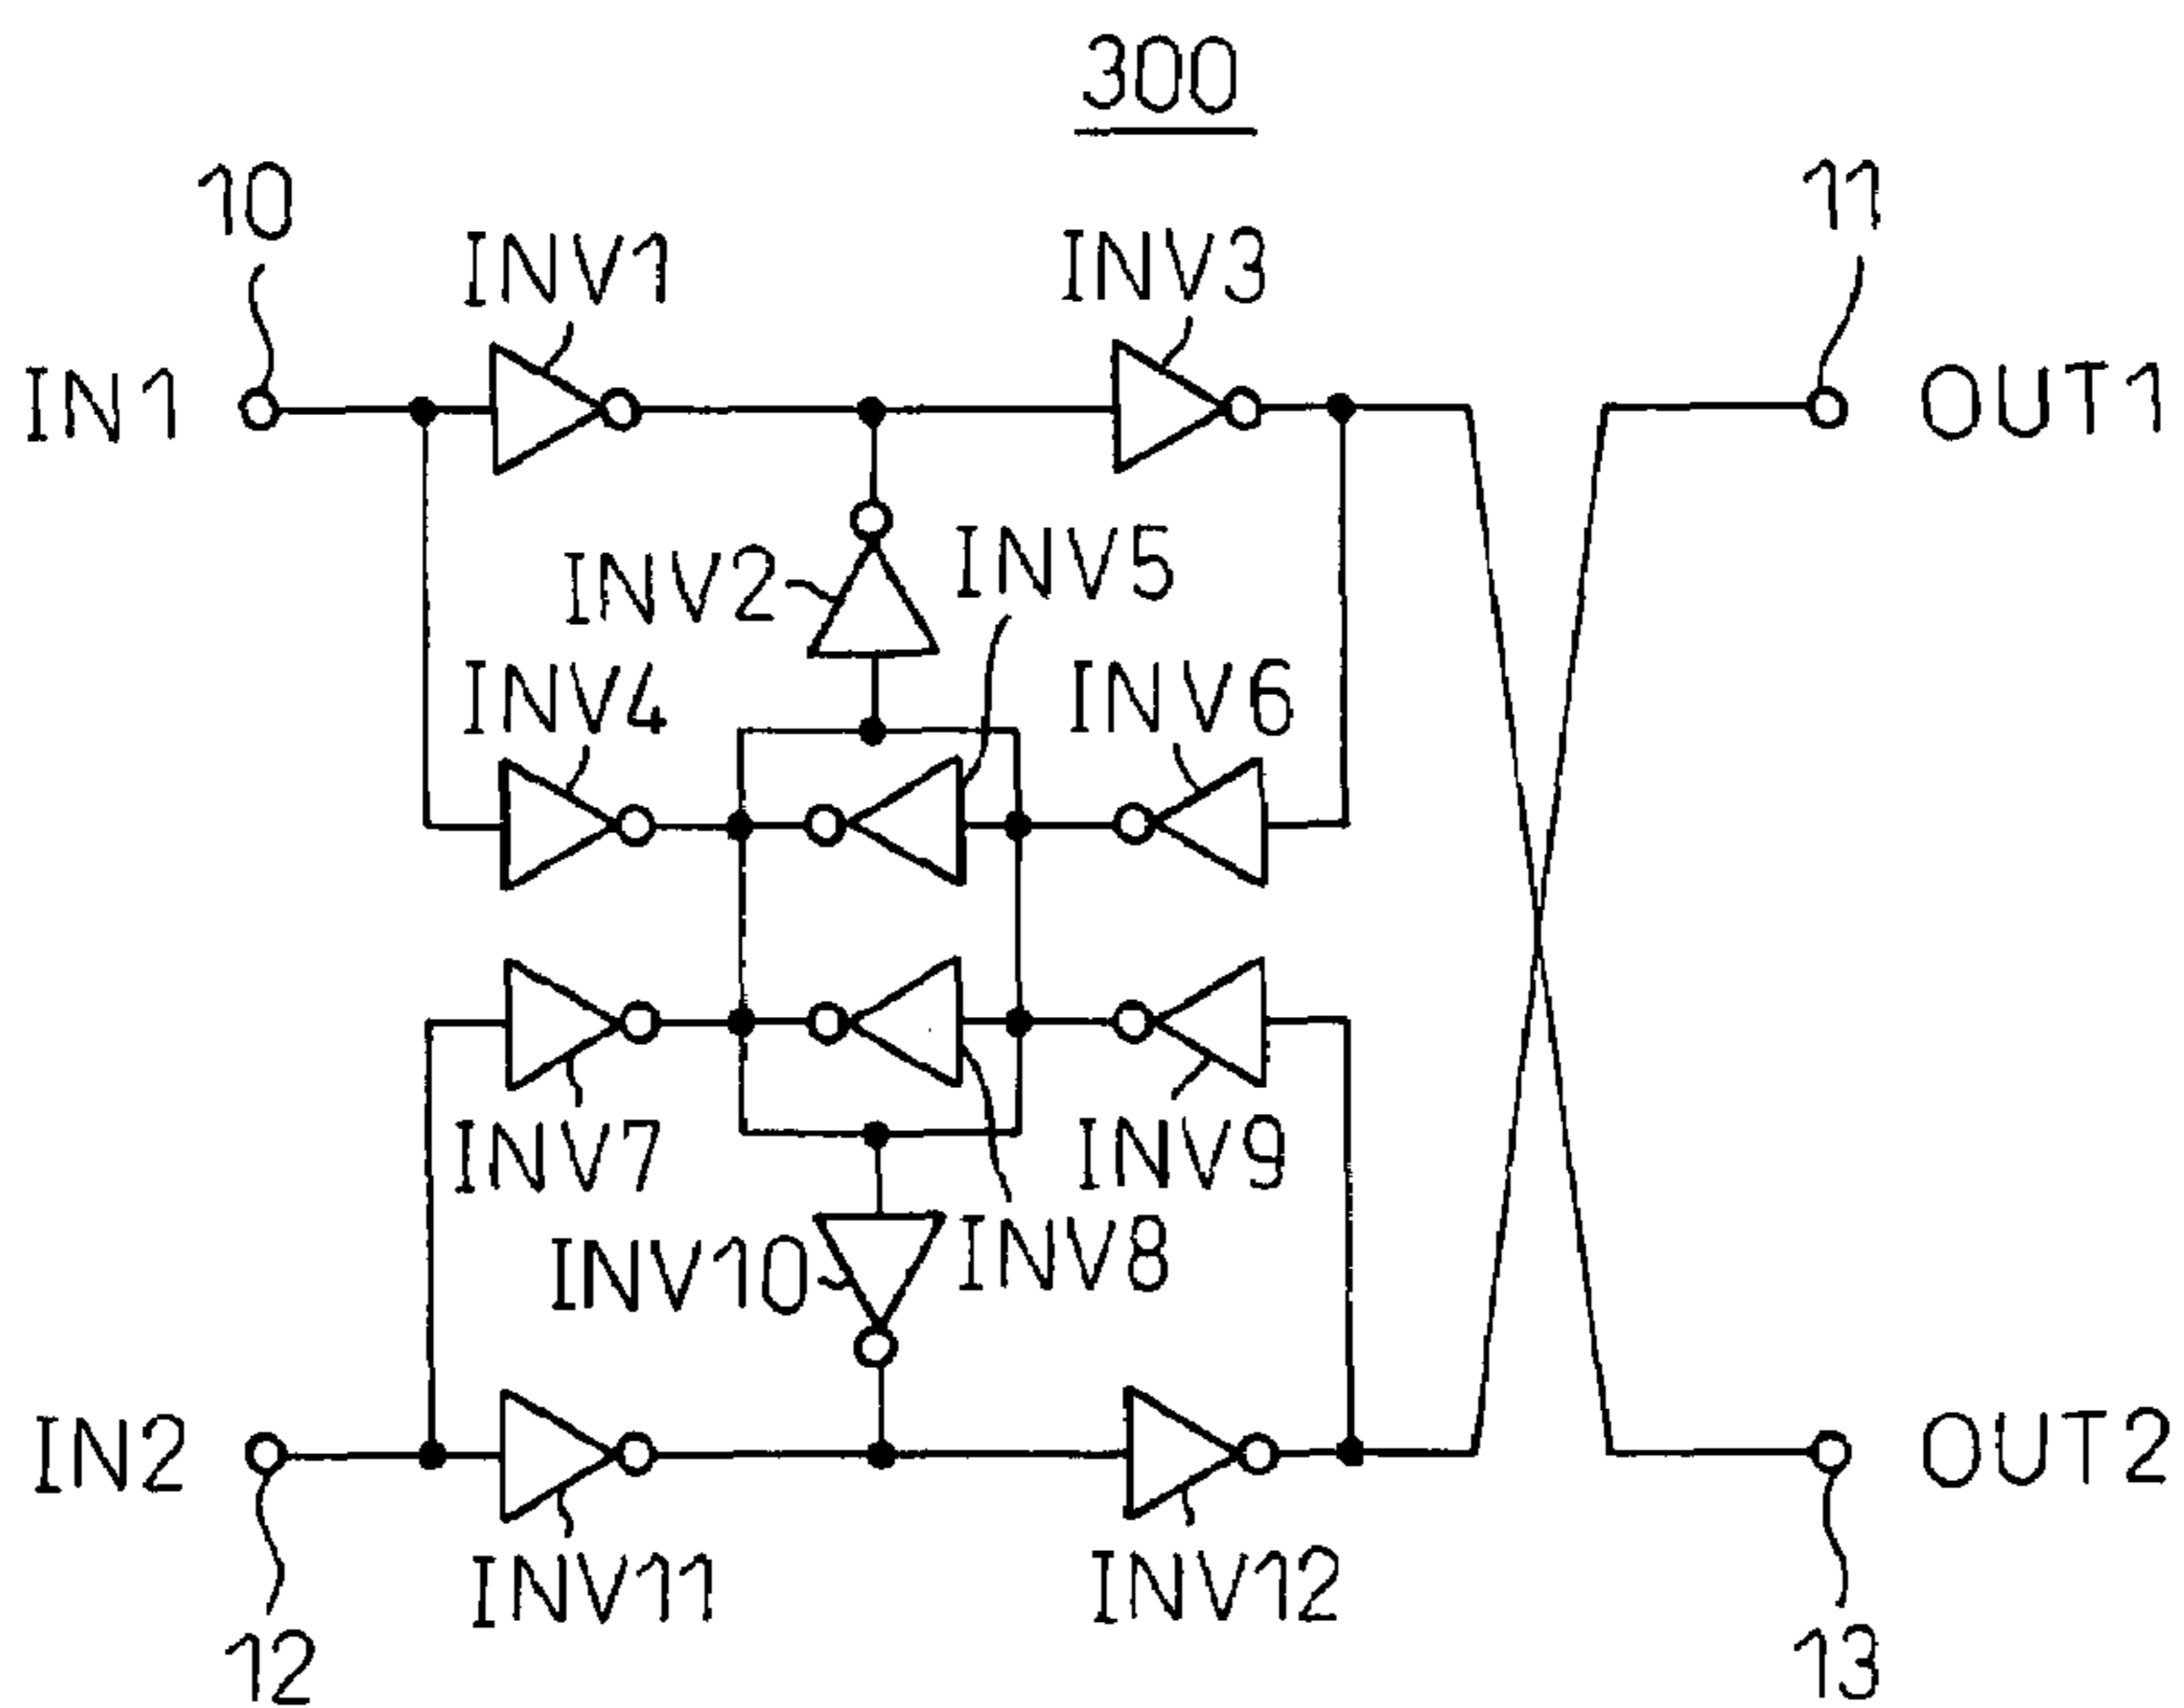 300
10
11
INV1
INV3
IN1
OUT1
INV2
INV5
INV4
INV6
INV7
INV9
INV10
INV8
IN2
OUT2
INV11
INV12
12
13